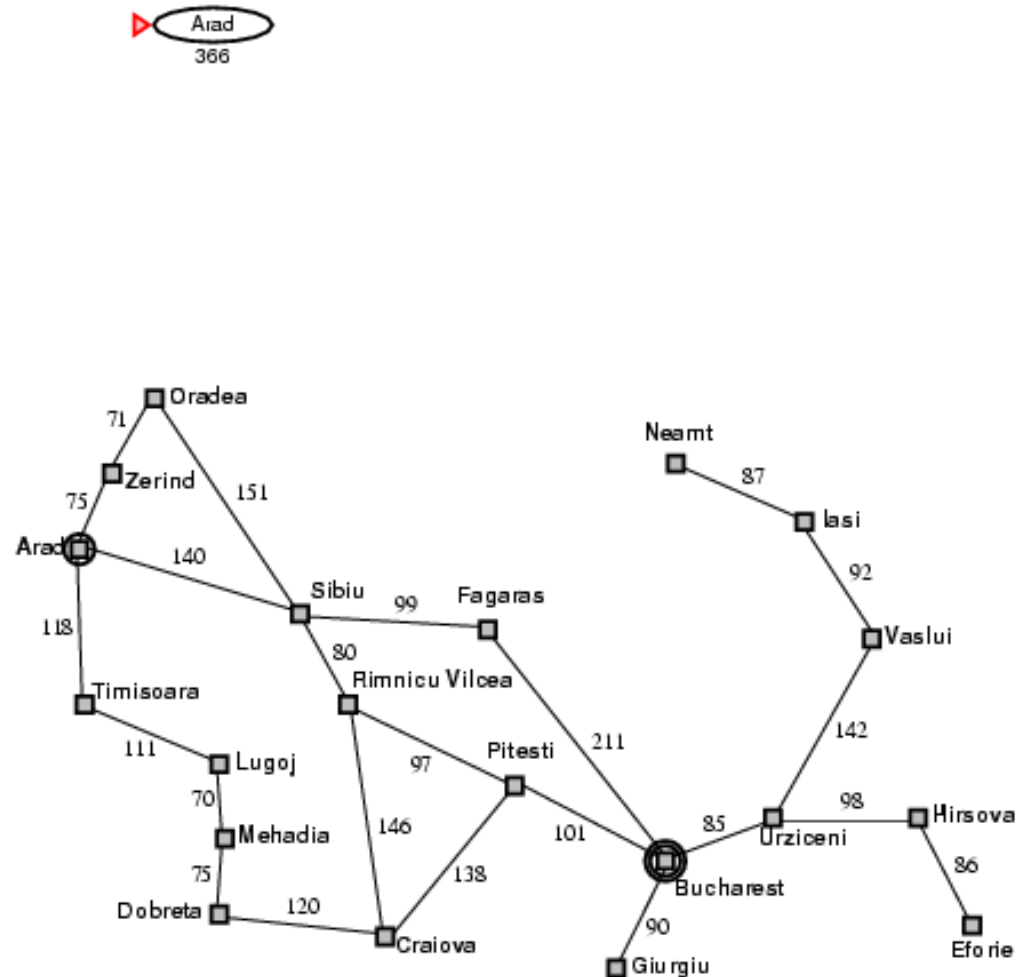 Arad
366
Oradea
71
Neamt
Zerind
87
75
151
Iasi
Arad
140
92
Sibiu
Fagaras
99
118
Vaslui
80
Rimnicu Vilcea
Timisoara
142
111
211
Pitesti
Lugoj
97
70
98
Hirsova
146
85
101
Mehadia
Urziceni
86
75
138
Bucharest
Dobreta
120
90
Craiova
Eforie
Giurgiu